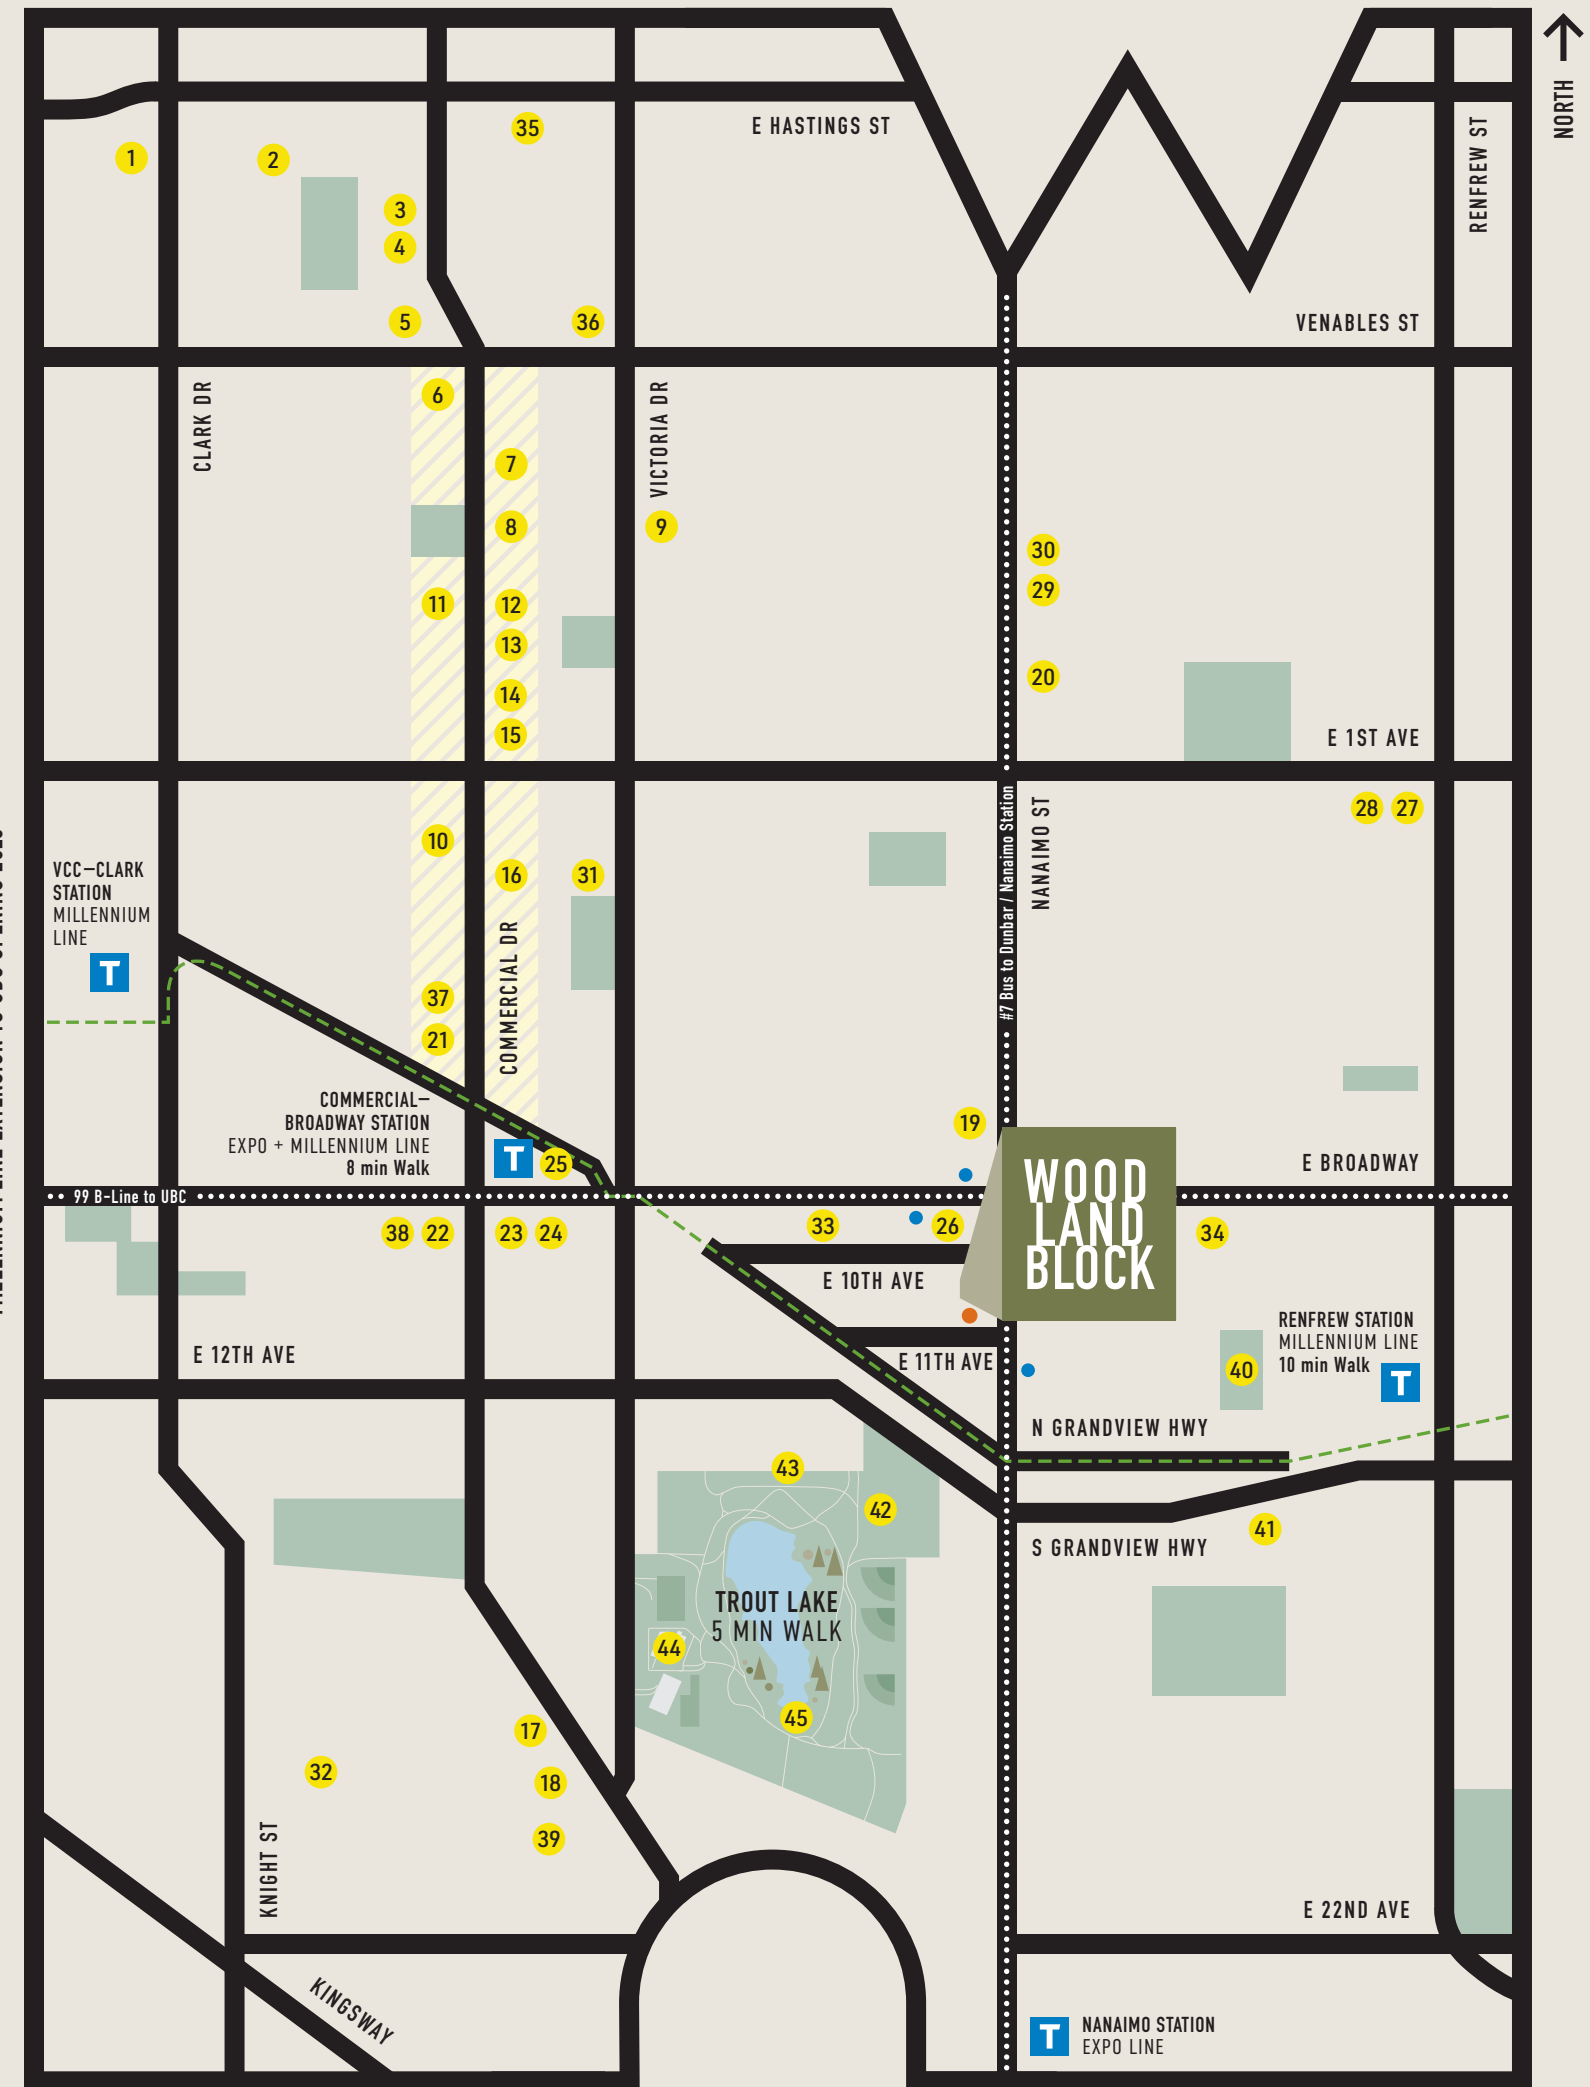 NORTH
E HASTINGS ST
35
1
2
RENFREW ST
3
4
5
36
VENABLES ST
CLARK DR
6
VICTORIA DR
7
8
9
30
29
11
12
13
20
14
15
E 1ST AVE
#7 Bus to Dunbar / Nanaimo Station
NANAIMO ST
28
27
10
16
31
VCC–CLARK
STATION
MILLENNIUM
LINE
T
COMMERCIAL DR
37
21
COMMERCIAL–
BROADWAY STATION
EXPO + MILLENNIUM LINE
8 min Walk
T
25
19
WOOD
LAND
BLOCK
E BROADWAY
99 B-Line to UBC
38
22
23
24
33
26
34
E 10TH AVE
E 12TH AVE
E 11TH AVE
RENFREW STATION
MILLENNIUM LINE
10 min Walk
T
40
N GRANDVIEW HWY
43
42
41
S GRANDVIEW HWY
TROUT LAKE
5 MIN WALK
44
45
17
18
32
39
KNIGHT ST
E 22ND AVE
KINGSWAY
T
NANAIMO STATION
EXPO LINE